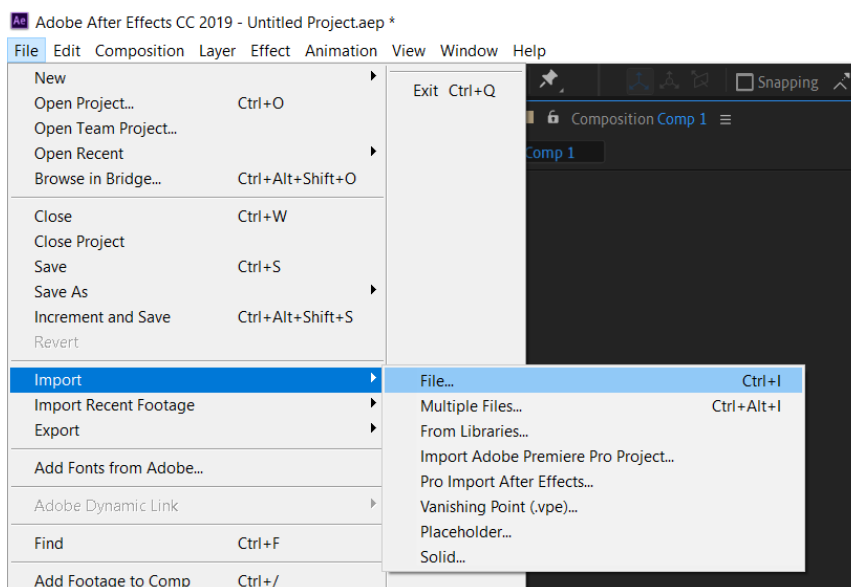 Ae Adobe After Effects CC 2019 - Untitled Project.aep *
File Edit Composition Layer Effect Animation View Window Help
New
Open Project... Ctrl+O
Open Team Project...
Open Recent
Browse in Bridge... Ctrl+Alt+Shift+O
Close Ctrl+W
Close Project
Save Ctrl+S
Save As
Increment and Save Ctrl+Alt+Shift+S
Revert
Import
Import Recent Footage
Export
Add Fonts from Adobe...
Adobe Dynamic Link
Find Ctrl+F
Add Footage to Comp Ctrl+/
Exit Ctrl+Q
Snapping
Composition Comp 1
Comp 1
File... Ctrl+I
Multiple Files... Ctrl+Alt+I
From Libraries...
Import Adobe Premiere Pro Project...
Pro Import After Effects...
Vanishing Point (.vpe)...
Placeholder...
Solid...